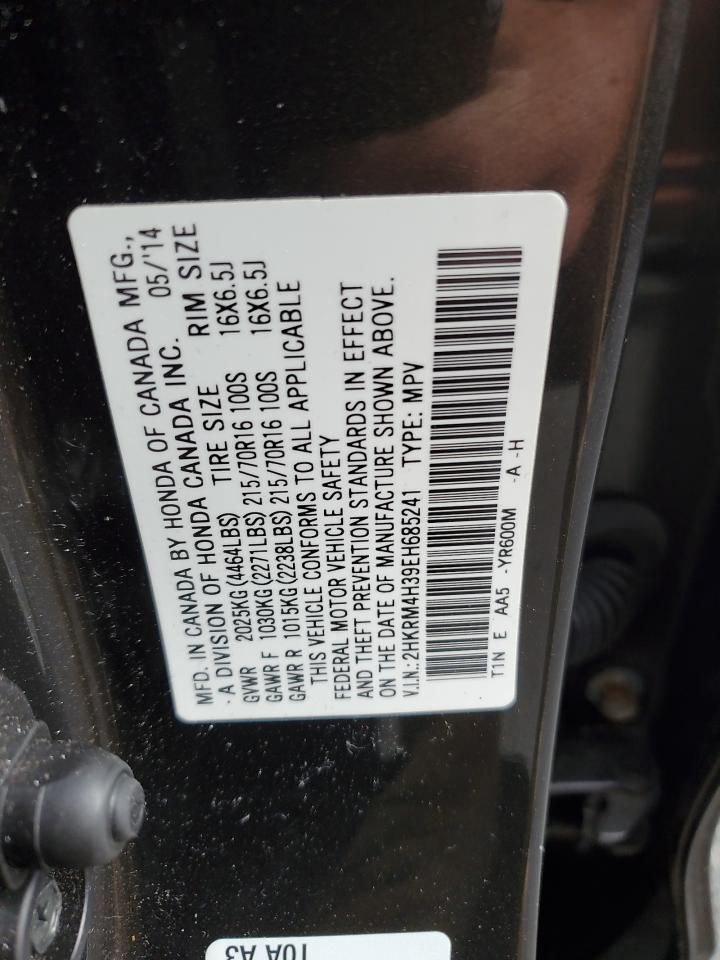 MFD. IN CANADA BY HONDA OF CANADA MFG.,
A DIVISION OF HONDA CANADA INC. 05/'14
GVWR 2025KG (4464LBS) TIRE SIZE RIM SIZE
GAWR F 1030KG (2271LBS) 215/70R16 100S 16X6.5J
GAWR R 1015KG (2238LBS) 215/70R16 100S 16X6.5J
THIS VEHICLE CONFORMS TO ALL APPLICABLE
FEDERAL MOTOR VEHICLE SAFETY
AND THEFT PREVENTION STANDARDS IN EFFECT
ON THE DATE OF MANUFACTURE SHOWN ABOVE.
V.I.N.: 2HKRM4H39EH685241 TYPE: MPV
T1N E AA5 -YR600M -A -H